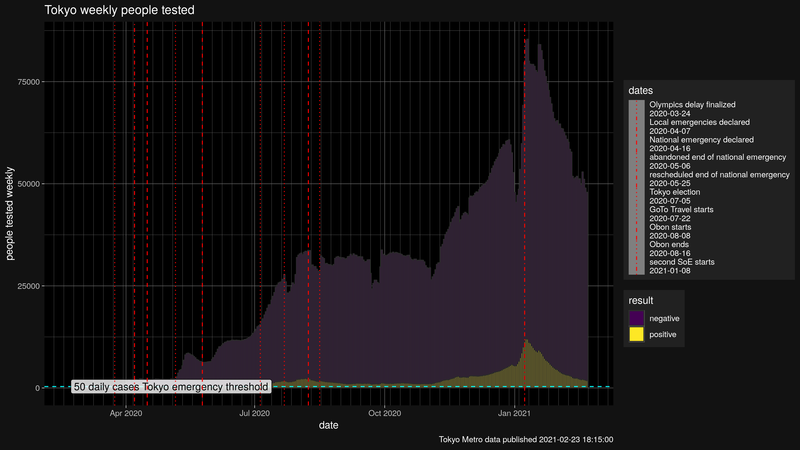 Tokyo weekly people tested
people tested weekly
75000
50000
25000
0
50 daily cases Tokyo emergency threshold
Apr 2020
Jul 2020
Oct 2020
Jan 2021
date
Tokyo Metro data published 2021-02-23 18:15:00
dates
Olympics delay finalized
2020-03-24
Local emergencies declared
2020-04-07
National emergency declared
2020-04-16
abandoned end of national emergency
2020-05-06
rescheduled end of national emergency
2020-05-25
Tokyo election
2020-07-05
GoTo Travel starts
2020-07-22
Obon starts
2020-08-08
Obon ends
2020-08-16
second SoE starts
2021-01-08
result
negative
positive